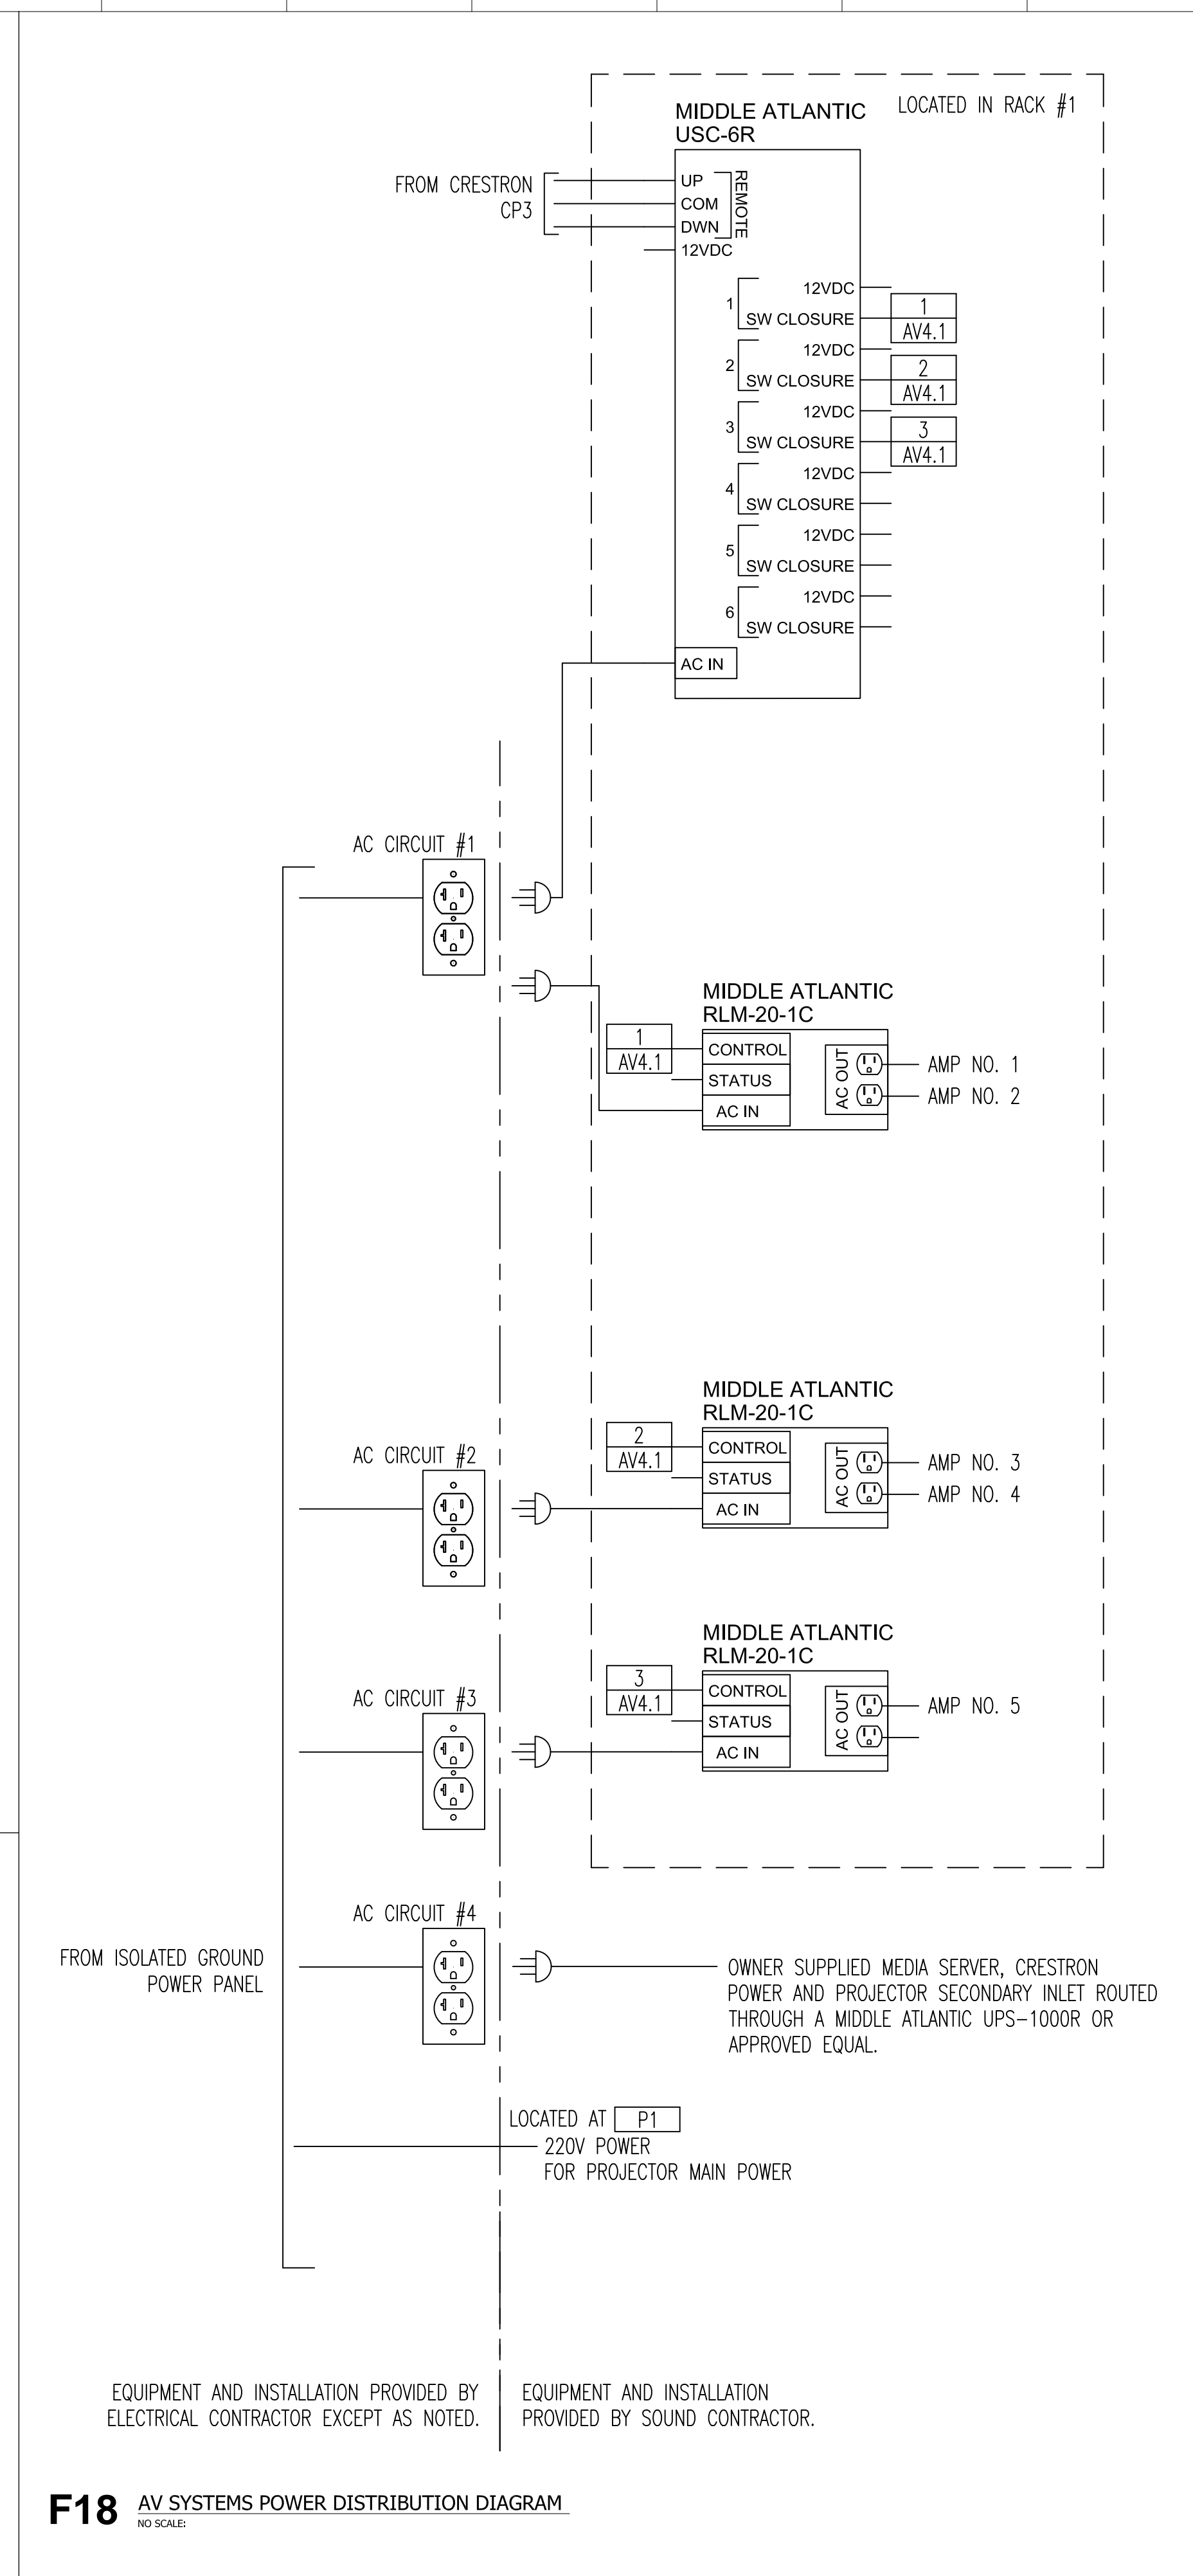 LOCATED IN RACK #1
MIDDLE ATLANTIC
USC-6R
FROM CRESTRON
CP3
UP
COM
DWN
REMOTE
12VDC
1
12VDC
SW CLOSURE
1
AV4.1
2
12VDC
SW CLOSURE
2
AV4.1
3
12VDC
SW CLOSURE
3
AV4.1
4
12VDC
SW CLOSURE
5
12VDC
SW CLOSURE
6
12VDC
SW CLOSURE
AC IN
AC CIRCUIT #1
MIDDLE ATLANTIC
RLM-20-1C
1
AV4.1
CONTROL
STATUS
AC IN
AC OUT
AMP NO. 1
AMP NO. 2
MIDDLE ATLANTIC
RLM-20-1C
AC CIRCUIT #2
2
AV4.1
CONTROL
STATUS
AC IN
AC OUT
AMP NO. 3
AMP NO. 4
MIDDLE ATLANTIC
RLM-20-1C
AC CIRCUIT #3
3
AV4.1
CONTROL
STATUS
AC IN
AC OUT
AMP NO. 5
AC CIRCUIT #4
FROM ISOLATED GROUND
POWER PANEL
OWNER SUPPLIED MEDIA SERVER, CRESTRON
POWER AND PROJECTOR SECONDARY INLET ROUTED
THROUGH A MIDDLE ATLANTIC UPS-1000R OR
APPROVED EQUAL.
LOCATED AT P1
220V POWER
FOR PROJECTOR MAIN POWER
EQUIPMENT AND INSTALLATION PROVIDED BY
ELECTRICAL CONTRACTOR EXCEPT AS NOTED.
EQUIPMENT AND INSTALLATION
PROVIDED BY SOUND CONTRACTOR.
F18 AV SYSTEMS POWER DISTRIBUTION DIAGRAM
NO SCALE: